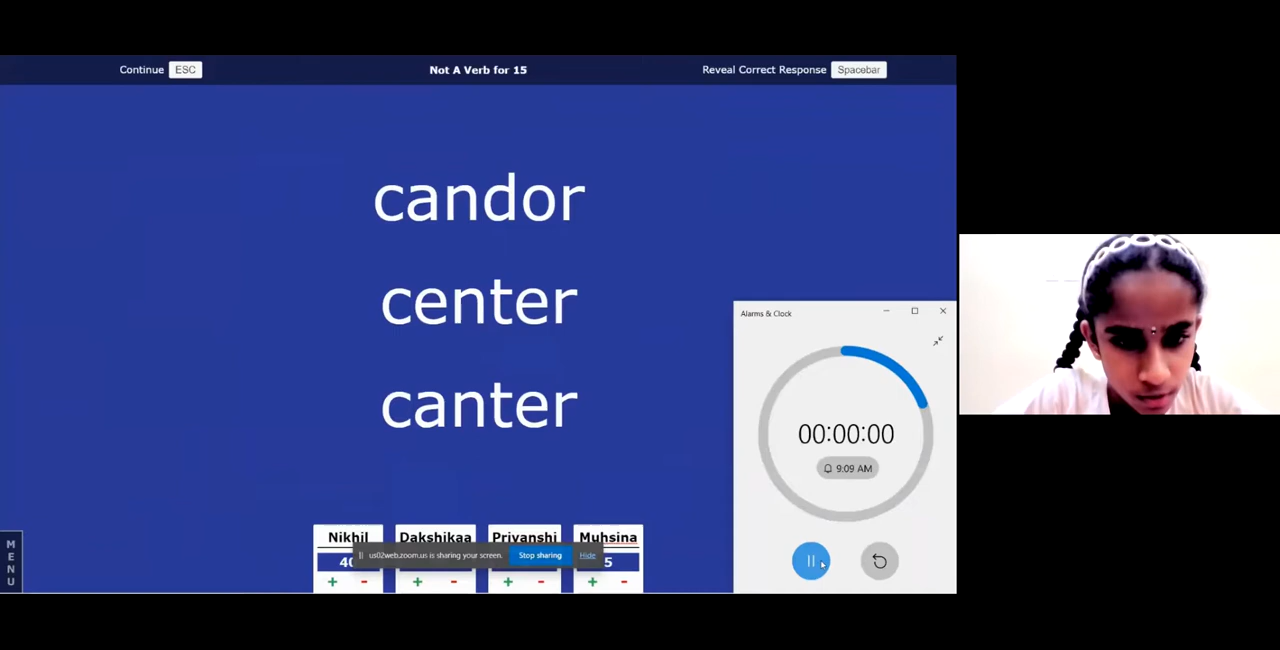 Continue ESC
Not A Verb for 15
Reveal Correct Response Spacebar
candor
center
canter
Alarms & Clock
00:00:00
9:09 AM
MENU
Nikhil
Dakshikaa
Priyanshi
Muhsina
us02web.zoom.us is sharing your screen.
Stop sharing
Hide
40
5
+ -
+ -
+ -
+ -